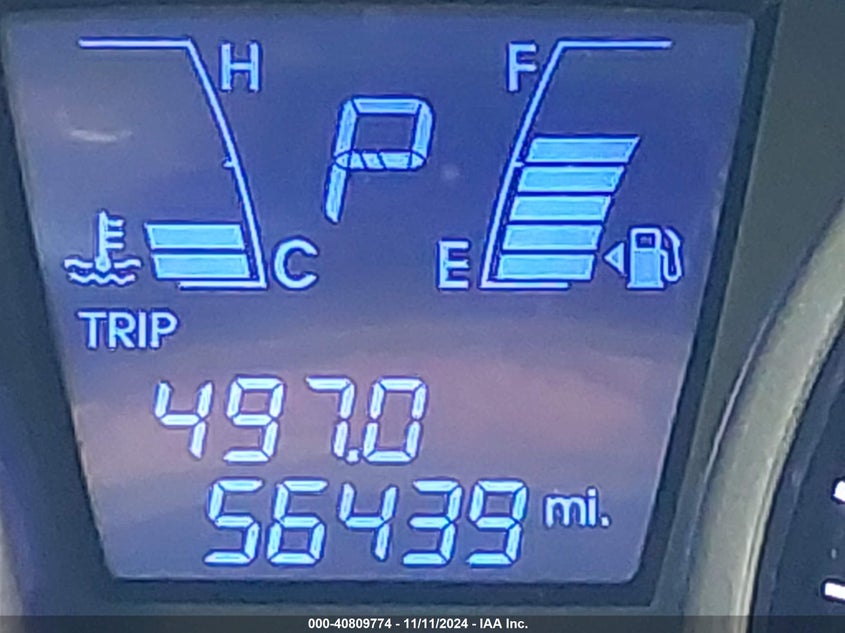 H F
P
C E
TRIP
497.0
56439 mi.
000-40809774 - 11/11/2024 - IAA Inc.